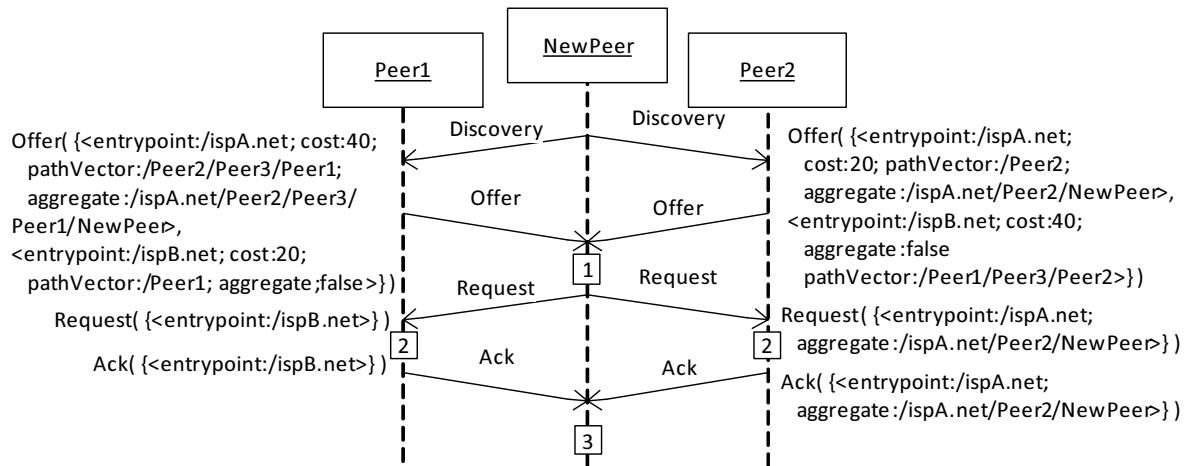 NewPeer
Peer1
Peer2
Discovery
Discovery
Offer( {<entrypoint:/ispA.net; cost:40;
pathVector:/Peer2/Peer3/Peer1;
aggregate:/ispA.net/Peer2/Peer3/
Peer1/NewPeer>,
<entrypoint:/ispB.net; cost:20;
pathVector:/Peer1; aggregate;false>} )
Offer( {<entrypoint:/ispA.net;
cost:20; pathVector:/Peer2;
aggregate:/ispA.net/Peer2/NewPeer>,
<entrypoint:/ispB.net; cost:40;
aggregate:false
pathVector:/Peer1/Peer3/Peer2>} )
Offer
Offer
1
Request
Request
Request( {<entrypoint:/ispB.net>} )
Request( {<entrypoint:/ispA.net;
aggregate:/ispA.net/Peer2/NewPeer>} )
2
2
Ack( {<entrypoint:/ispB.net>} )
Ack
Ack
Ack( {<entrypoint:/ispA.net;
aggregate:/ispA.net/Peer2/NewPeer>} )
3